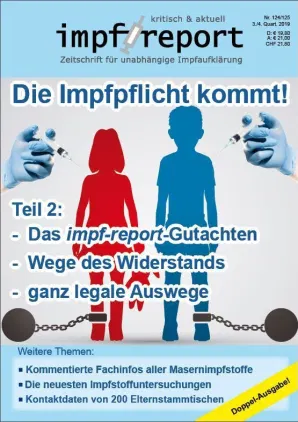 kritisch & aktuell
impf report
Zeitschrift für unabhängige Impfaufklärung
Nr. 124/125
3./4. Quart. 2019
D: € 19,80
A: € 21,00
CHF 21,60
Die Impfpflicht kommt!
Teil 2:
- Das impf-report-Gutachten
- Wege des Widerstands
- ganz legale Auswege
Weitere Themen:
Kommentierte Fachinfos aller Masernimpfstoffe
Die neuesten Impfstoffuntersuchungen
Kontaktdaten von 200 Elternstammtischen
Doppel-Ausgabe!